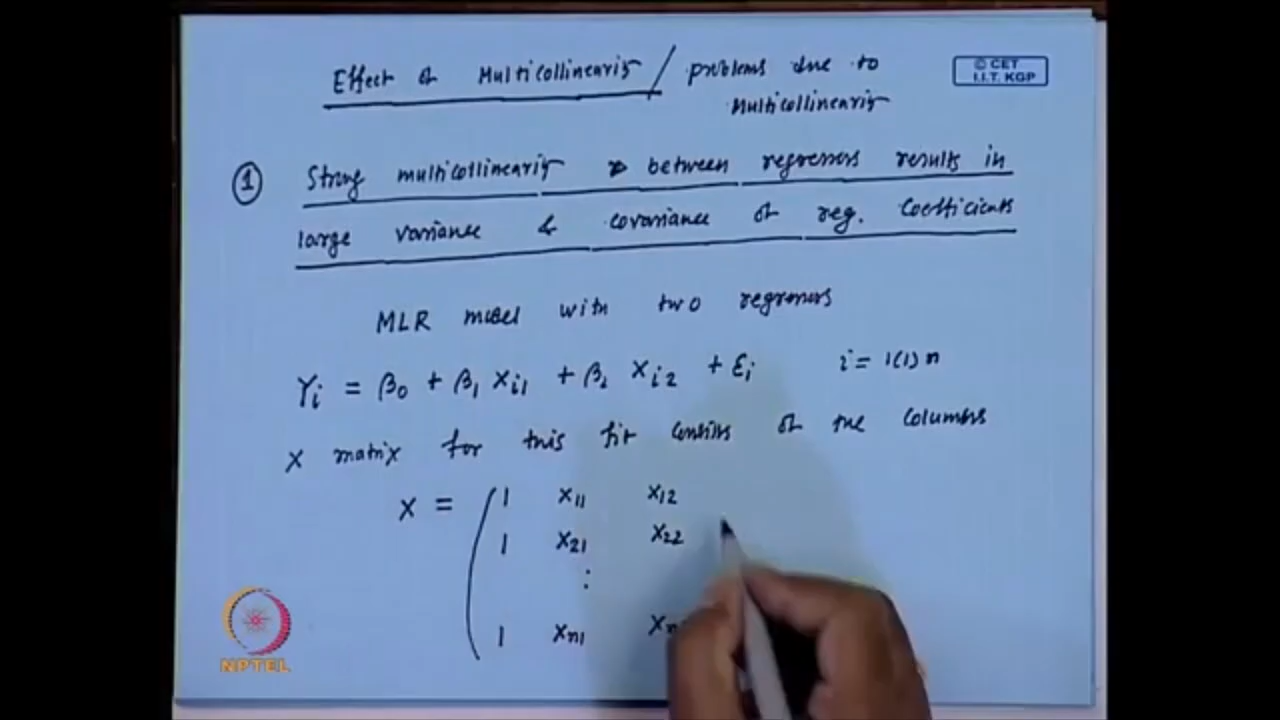 Effect of Multicollinearity / problems due to
Multicollinearity
© CET
I.I.T. KGP
① Strong multicollinearity between regressors results in
large variance & covariance of reg. coefficients
MLR model with two regressors
Yi = β0 + β1 Xi1 + β2 Xi2 + εi i = 1(1) n
X matrix for this fit consists of the columns
X = ( 1 X11 X12
1 X21 X22
⋮
1 Xn1
NPTEL